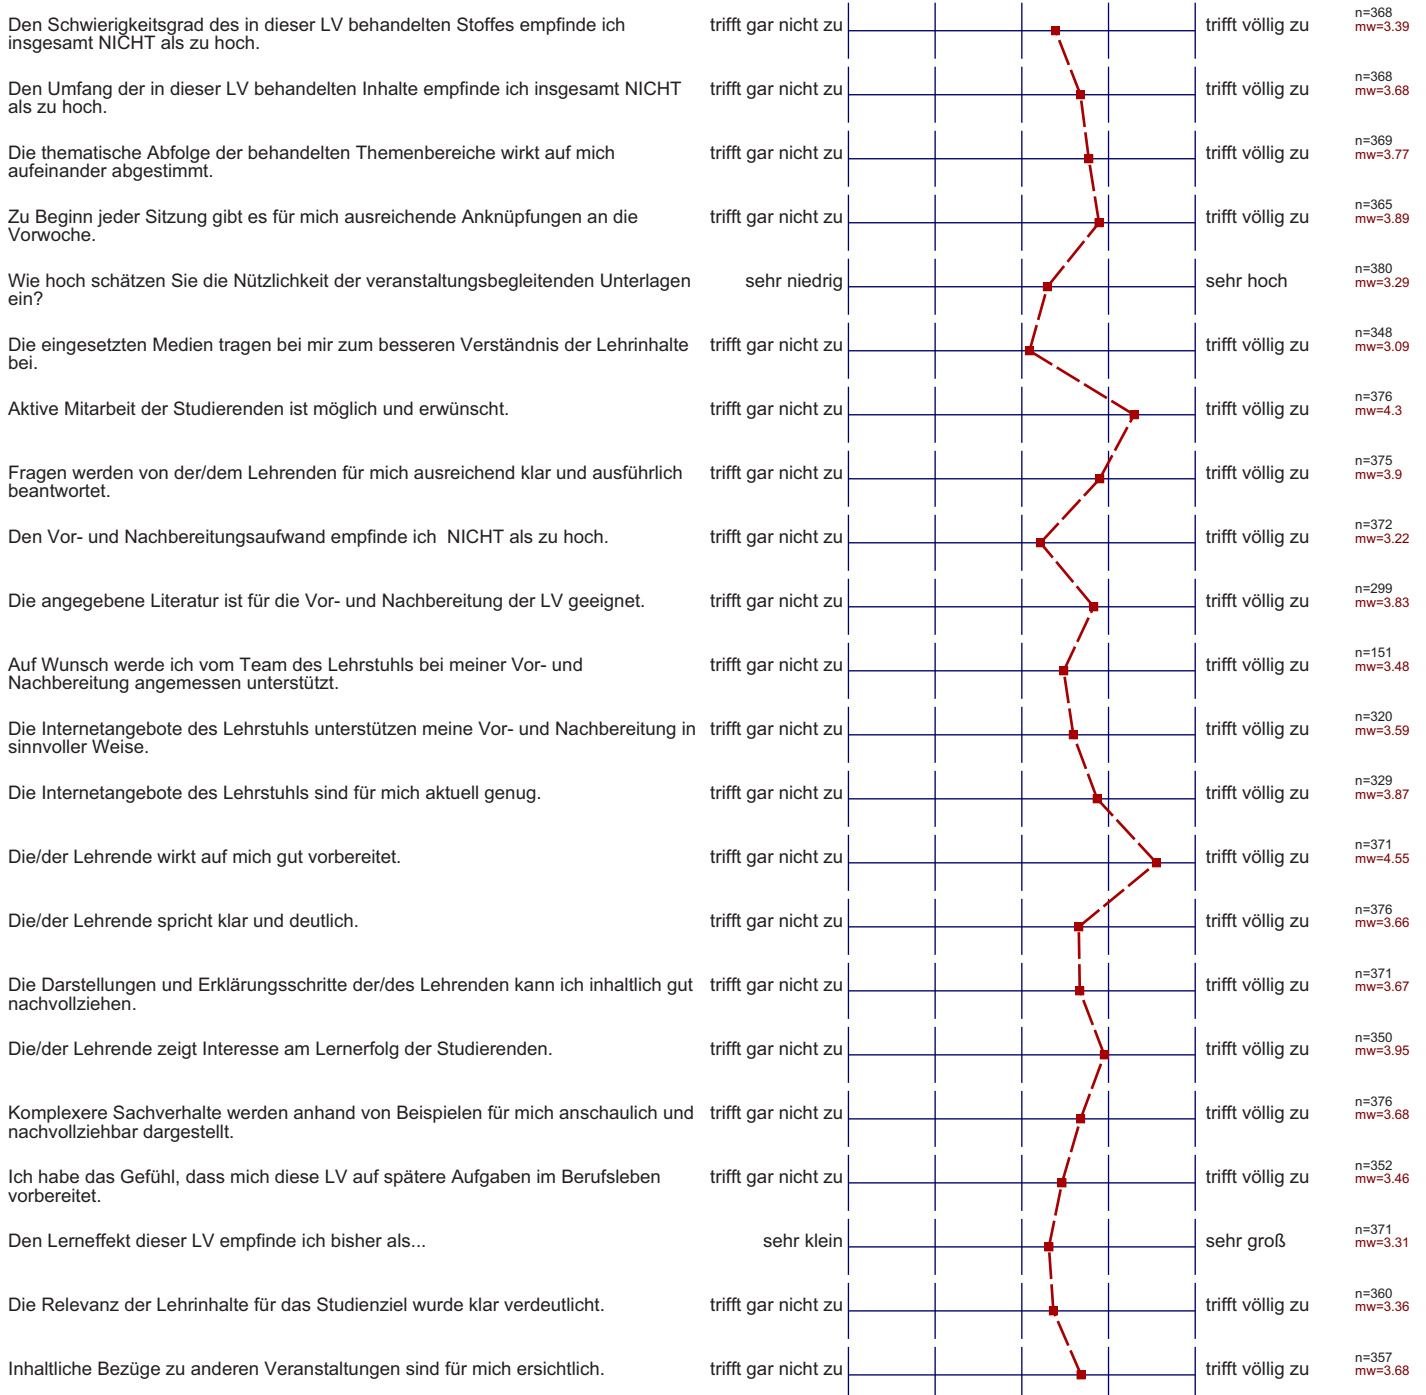 Den Schwierigkeitsgrad des in dieser LV behandelten Stoffes empfinde ich
insgesamt NICHT als zu hoch.
trifft gar nicht zu
trifft völlig zu
n=368
mw=3.39
Den Umfang der in dieser LV behandelten Inhalte empfinde ich insgesamt NICHT
als zu hoch.
trifft gar nicht zu
trifft völlig zu
n=368
mw=3.68
Die thematische Abfolge der behandelten Themenbereiche wirkt auf mich
aufeinander abgestimmt.
trifft gar nicht zu
trifft völlig zu
n=369
mw=3.77
Zu Beginn jeder Sitzung gibt es für mich ausreichende Anknüpfungen an die
Vorwoche.
trifft gar nicht zu
trifft völlig zu
n=365
mw=3.89
Wie hoch schätzen Sie die Nützlichkeit der veranstaltungsbegleitenden Unterlagen
ein?
sehr niedrig
sehr hoch
n=380
mw=3.29
Die eingesetzten Medien tragen bei mir zum besseren Verständnis der Lehrinhalte
bei.
trifft gar nicht zu
trifft völlig zu
n=348
mw=3.09
Aktive Mitarbeit der Studierenden ist möglich und erwünscht.
trifft gar nicht zu
trifft völlig zu
n=376
mw=4.3
Fragen werden von der/dem Lehrenden für mich ausreichend klar und ausführlich
beantwortet.
trifft gar nicht zu
trifft völlig zu
n=375
mw=3.9
Den Vor- und Nachbereitungsaufwand empfinde ich  NICHT als zu hoch.
trifft gar nicht zu
trifft völlig zu
n=372
mw=3.22
Die angegebene Literatur ist für die Vor- und Nachbereitung der LV geeignet.
trifft gar nicht zu
trifft völlig zu
n=299
mw=3.83
Auf Wunsch werde ich vom Team des Lehrstuhls bei meiner Vor- und
Nachbereitung angemessen unterstützt.
trifft gar nicht zu
trifft völlig zu
n=151
mw=3.48
Die Internetangebote des Lehrstuhls unterstützen meine Vor- und Nachbereitung in
sinnvoller Weise.
trifft gar nicht zu
trifft völlig zu
n=320
mw=3.59
Die Internetangebote des Lehrstuhls sind für mich aktuell genug.
trifft gar nicht zu
trifft völlig zu
n=329
mw=3.87
Die/der Lehrende wirkt auf mich gut vorbereitet.
trifft gar nicht zu
trifft völlig zu
n=371
mw=4.55
Die/der Lehrende spricht klar und deutlich.
trifft gar nicht zu
trifft völlig zu
n=376
mw=3.66
Die Darstellungen und Erklärungsschritte der/des Lehrenden kann ich inhaltlich gut
nachvollziehen.
trifft gar nicht zu
trifft völlig zu
n=371
mw=3.67
Die/der Lehrende zeigt Interesse am Lernerfolg der Studierenden.
trifft gar nicht zu
trifft völlig zu
n=350
mw=3.95
Komplexere Sachverhalte werden anhand von Beispielen für mich anschaulich und
nachvollziehbar dargestellt.
trifft gar nicht zu
trifft völlig zu
n=376
mw=3.68
Ich habe das Gefühl, dass mich diese LV auf spätere Aufgaben im Berufsleben
vorbereitet.
trifft gar nicht zu
trifft völlig zu
n=352
mw=3.46
Den Lerneffekt dieser LV empfinde ich bisher als...
sehr klein
sehr groß
n=371
mw=3.31
Die Relevanz der Lehrinhalte für das Studienziel wurde klar verdeutlicht.
trifft gar nicht zu
trifft völlig zu
n=360
mw=3.36
Inhaltliche Bezüge zu anderen Veranstaltungen sind für mich ersichtlich.
trifft gar nicht zu
trifft völlig zu
n=357
mw=3.68